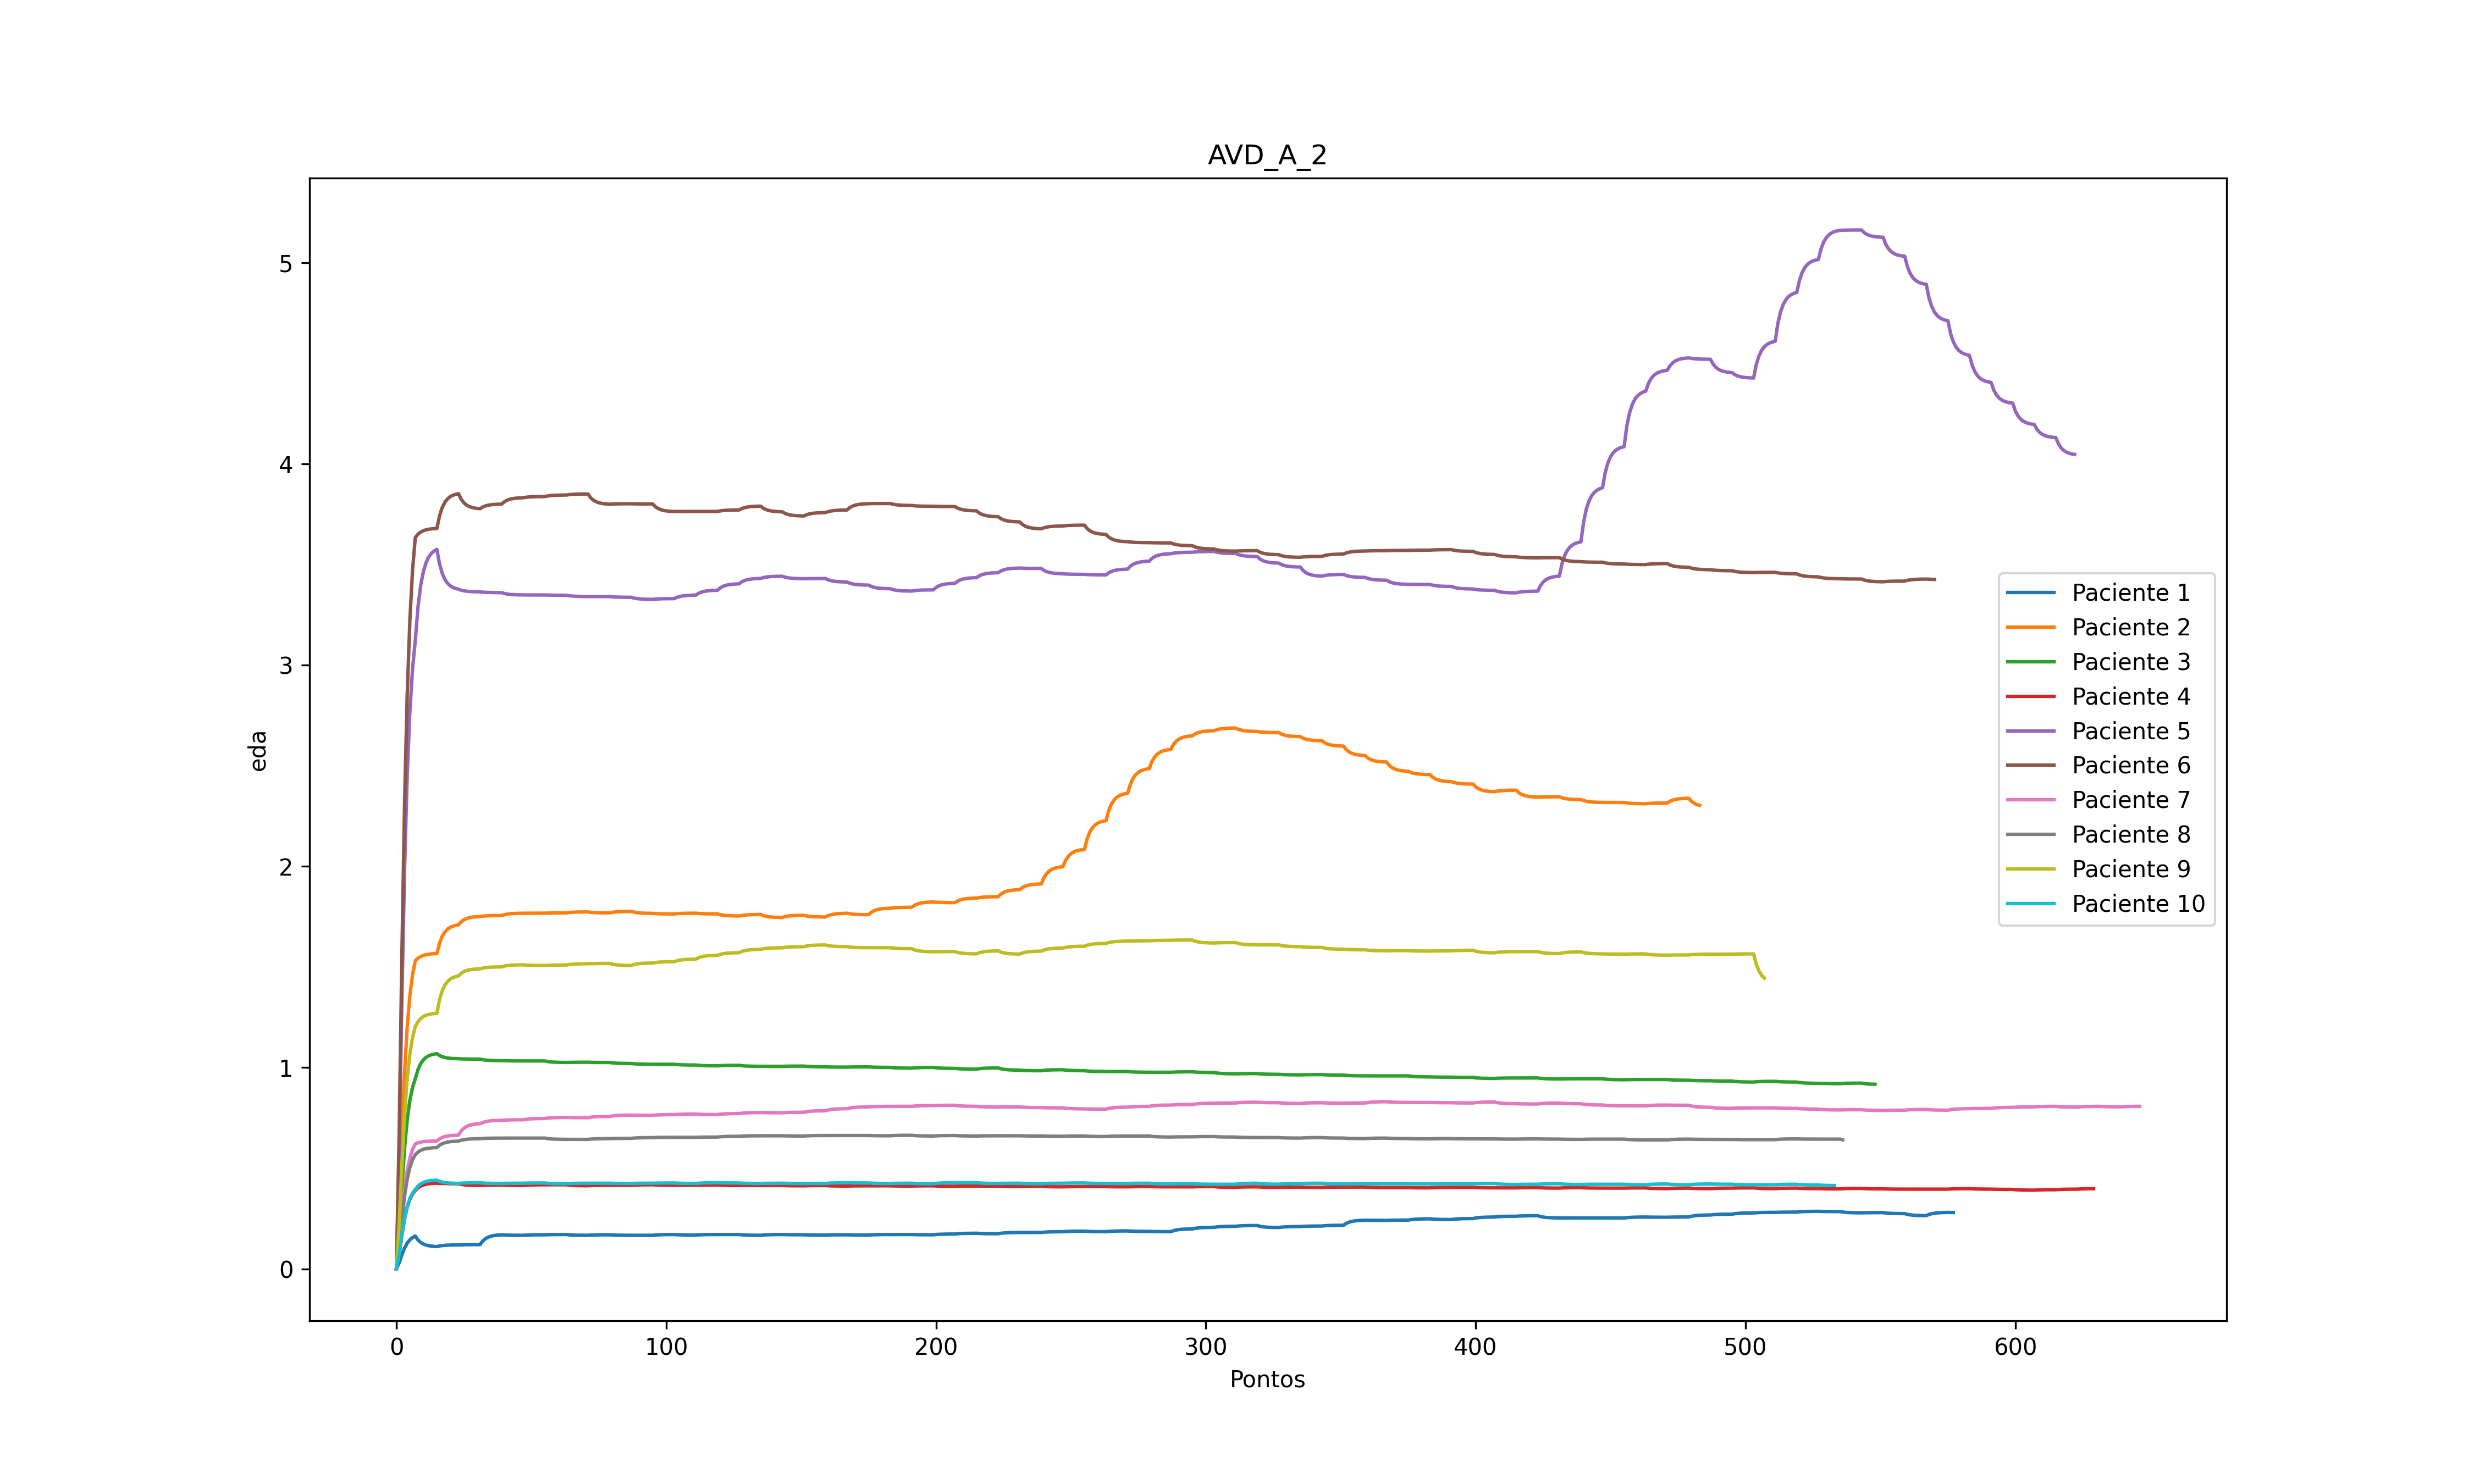 AVD_A_2
eda
5
4
3
2
1
0
0 100 200 300 400 500 600
Pontos
Paciente 1
Paciente 2
Paciente 3
Paciente 4
Paciente 5
Paciente 6
Paciente 7
Paciente 8
Paciente 9
Paciente 10